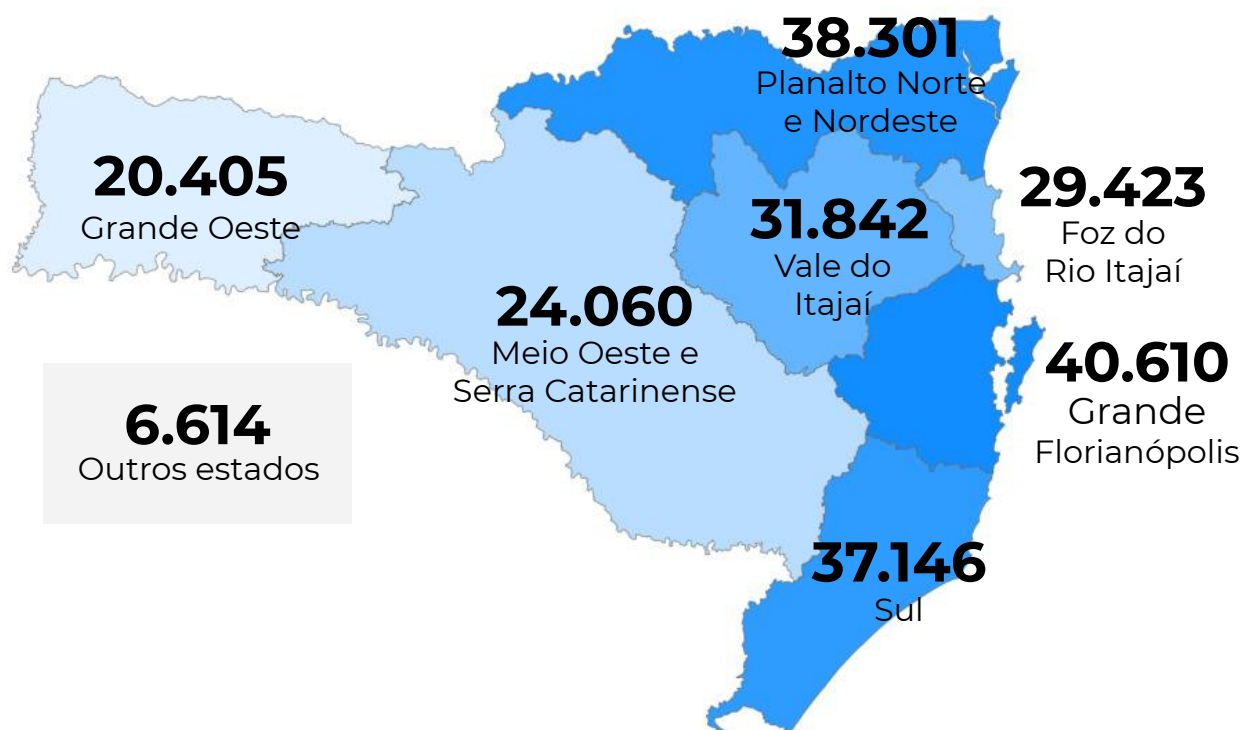 38.301
Planalto Norte
e Nordeste
20.405
Grande Oeste
29.423
Foz do
Rio Itajaí
31.842
Vale do
Itajaí
24.060
Meio Oeste e
Serra Catarinense
40.610
Grande
Florianópolis
6.614
Outros estados
37.146
Sul